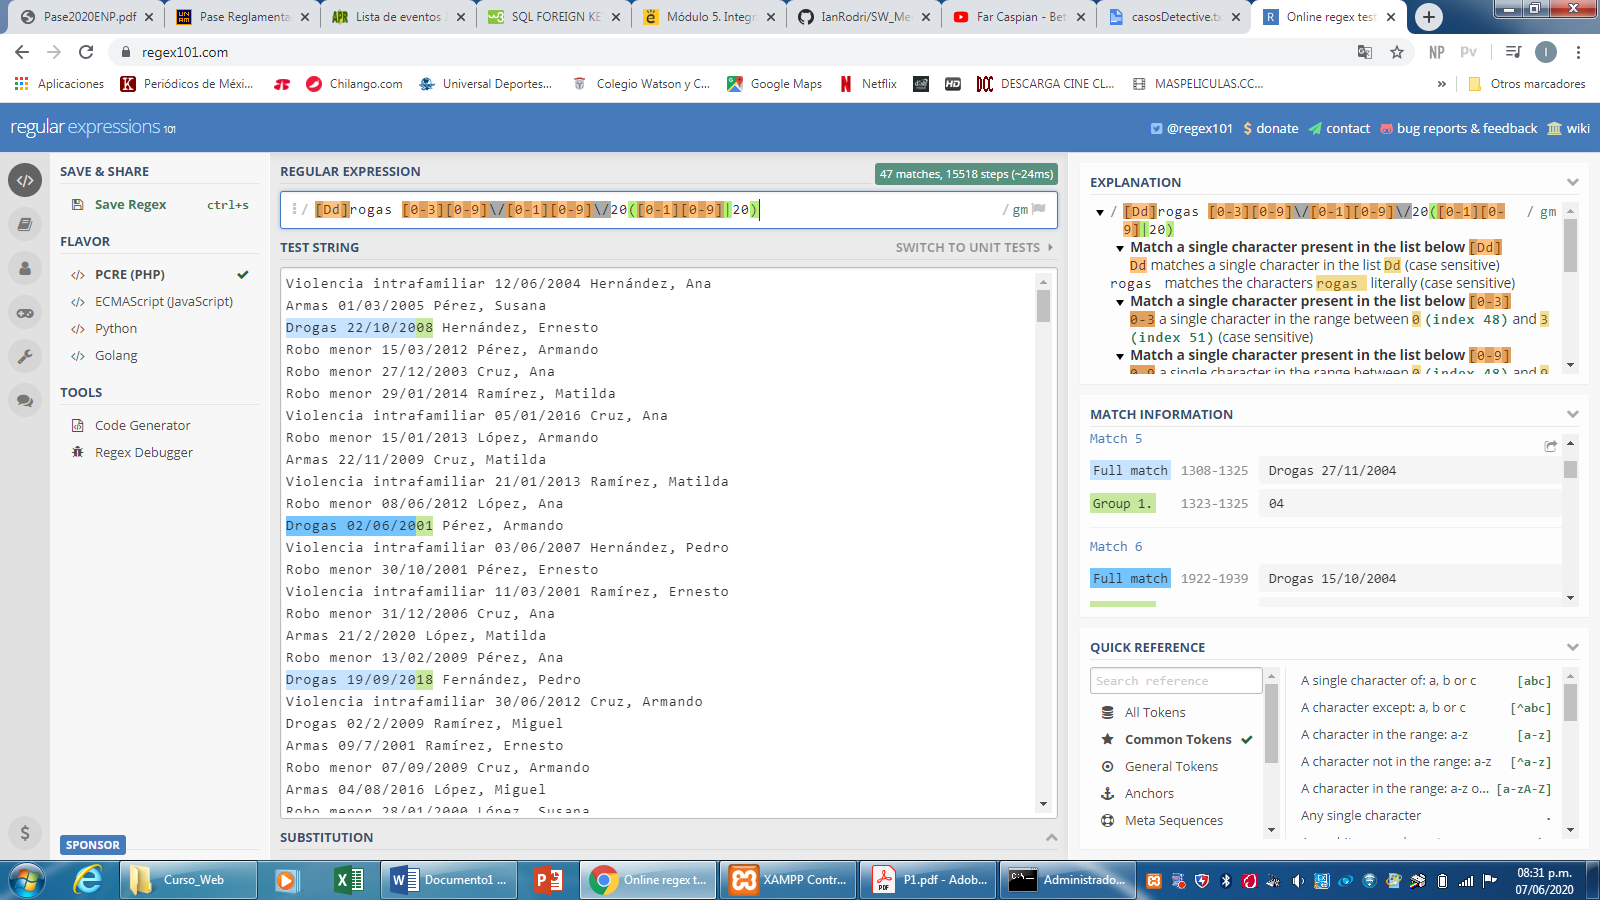 Pase2020ENP.pdf
Pase Reglamenta
Lista de eventos
SQL FOREIGN KE
Módulo 5. Integr
IanRodri/SW_Me
Far Caspian - Bet
casosDetective.tx
Online regex test
regex101.com
Aplicaciones
Periódicos de Méxi...
Chilango.com
Universal Deportes...
Colegio Watson y C...
Google Maps
Netflix
HD
DESCARGA CINE CL...
MASPELICULAS.CC...
Otros marcadores
regular expressions 101
@regex101
donate
contact
bug reports & feedback
wiki
SAVE & SHARE
Save Regex ctrl+s
FLAVOR
PCRE (PHP)
ECMAScript (JavaScript)
Python
Golang
TOOLS
Code Generator
Regex Debugger
SPONSOR
REGULAR EXPRESSION
47 matches, 15518 steps (~24ms)
/ [Dd]rogas [0-3][0-9]\/[0-1][0-9]\/20([0-1][0-9]|20) / gm
TEST STRING
SWITCH TO UNIT TESTS
Violencia intrafamiliar 12/06/2004 Hernández, Ana
Armas 01/03/2005 Pérez, Susana
Drogas 22/10/2008 Hernández, Ernesto
Robo menor 15/03/2012 Pérez, Armando
Robo menor 27/12/2003 Cruz, Ana
Robo menor 29/01/2014 Ramírez, Matilda
Violencia intrafamiliar 05/01/2016 Cruz, Ana
Robo menor 15/01/2013 López, Armando
Armas 22/11/2009 Cruz, Matilda
Violencia intrafamiliar 21/01/2013 Ramírez, Matilda
Robo menor 08/06/2012 López, Ana
Drogas 02/06/2001 Pérez, Armando
Violencia intrafamiliar 03/06/2007 Hernández, Pedro
Robo menor 30/10/2001 Pérez, Ernesto
Violencia intrafamiliar 11/03/2001 Ramírez, Ernesto
Robo menor 31/12/2006 Cruz, Ana
Armas 21/2/2020 López, Matilda
Robo menor 13/02/2009 Pérez, Ana
Drogas 19/09/2018 Fernández, Pedro
Violencia intrafamiliar 30/06/2012 Cruz, Armando
Drogas 02/2/2009 Ramírez, Miguel
Armas 09/7/2001 Ramírez, Ernesto
Robo menor 07/09/2009 Cruz, Armando
Armas 04/08/2016 López, Miguel
Robo menor 28/01/2000 López, Susana
SUBSTITUTION
EXPLANATION
/ [Dd]rogas [0-3][0-9]\/[0-1][0-9]\/20([0-1][0-
9]|20) / gm
Match a single character present in the list below [Dd]
Dd matches a single character in the list Dd (case sensitive)
rogas matches the characters rogas literally (case sensitive)
Match a single character present in the list below [0-3]
0-3 a single character in the range between 0 (index 48) and 3
(index 51) (case sensitive)
Match a single character present in the list below [0-9]
0-9 a single character in the range between 0 (index 48) and 9
MATCH INFORMATION
Match 5
Full match 1308-1325 Drogas 27/11/2004
Group 1. 1323-1325 04
Match 6
Full match 1922-1939 Drogas 15/10/2004
QUICK REFERENCE
Search reference
All Tokens
Common Tokens
General Tokens
Anchors
Meta Sequences
A single character of: a, b or c [abc]
A character except: a, b or c [^abc]
A character in the range: a-z [a-z]
A character not in the range: a-z [^a-z]
A character in the range: a-z o... [a-zA-Z]
Any single character .
Curso_Web
Documento1 ...
Online regex t...
XAMPP Contr...
P1.pdf - Adob...
Administrado...
08:31 p.m.
07/06/2020